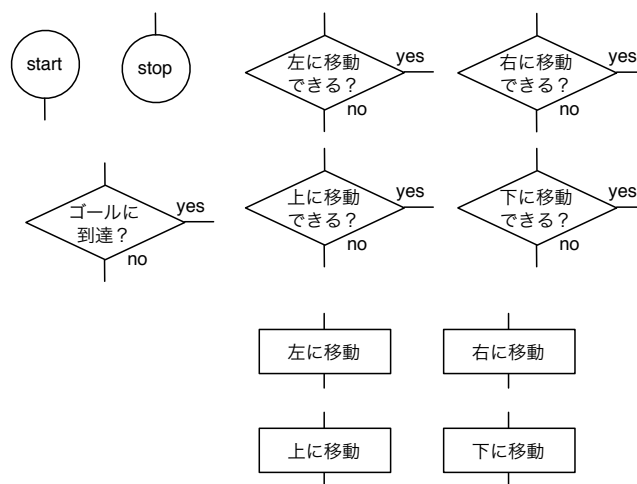 start
stop
左に移動
できる?
yes
no
右に移動
できる?
yes
no
ゴールに
到達?
yes
no
上に移動
できる?
yes
no
下に移動
できる?
yes
no
左に移動
右に移動
上に移動
下に移動